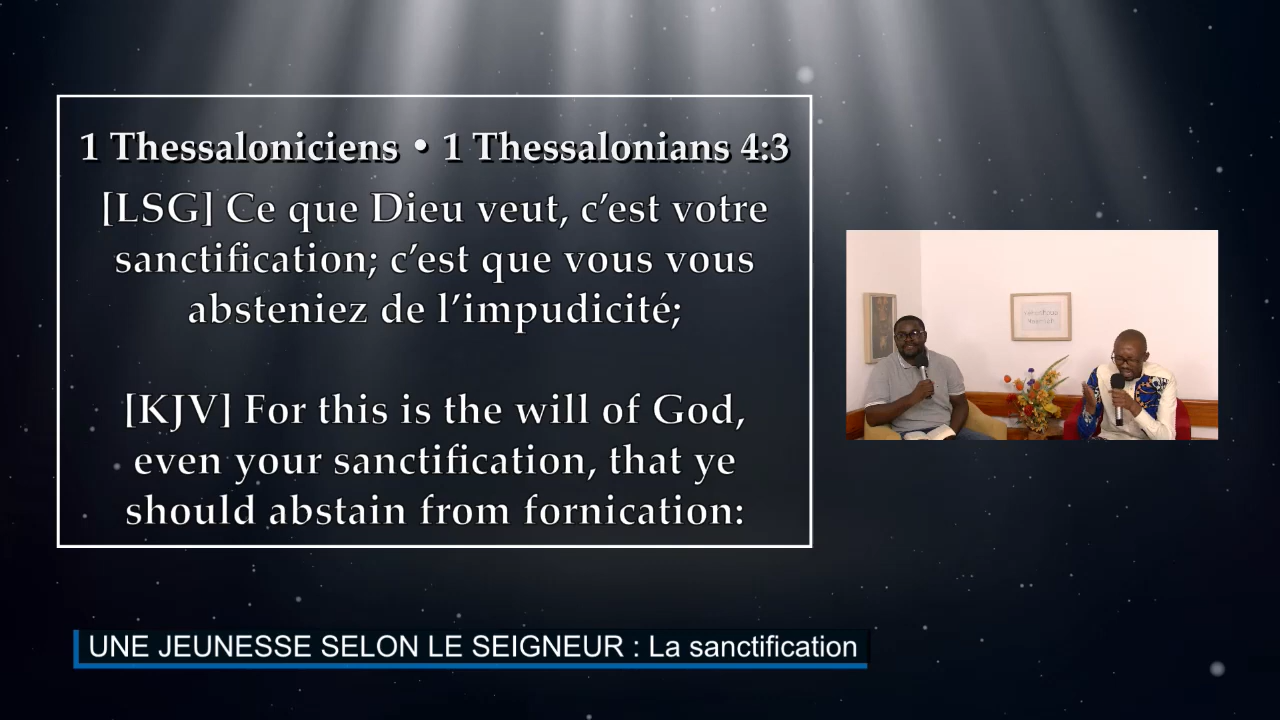 1 Thessaloniciens • 1 Thessalonians 4:3
[LSG] Ce que Dieu veut, c’est votre
sanctification; c’est que vous vous
absteniez de l’impudicité;
[KJV] For this is the will of God,
even your sanctification, that ye
should abstain from fornication:
UNE JEUNESSE SELON LE SEIGNEUR : La sanctification